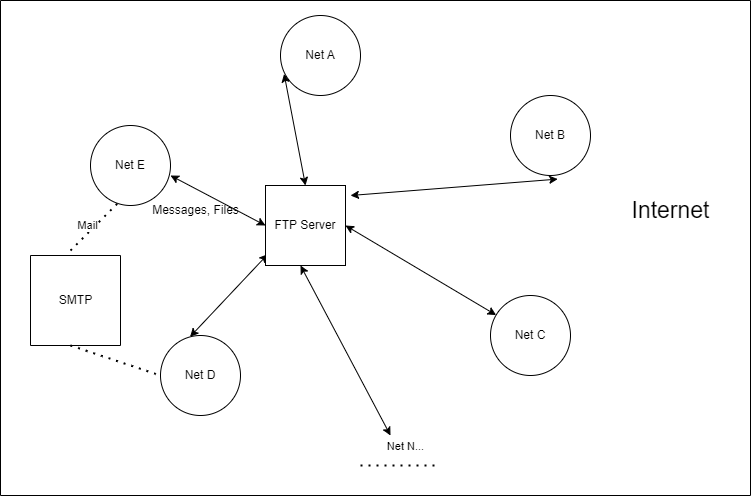 Net A
Net B
Net E
Messages, Files
Internet
Mail
FTP Server
SMTP
Net C
Net D
Net N...